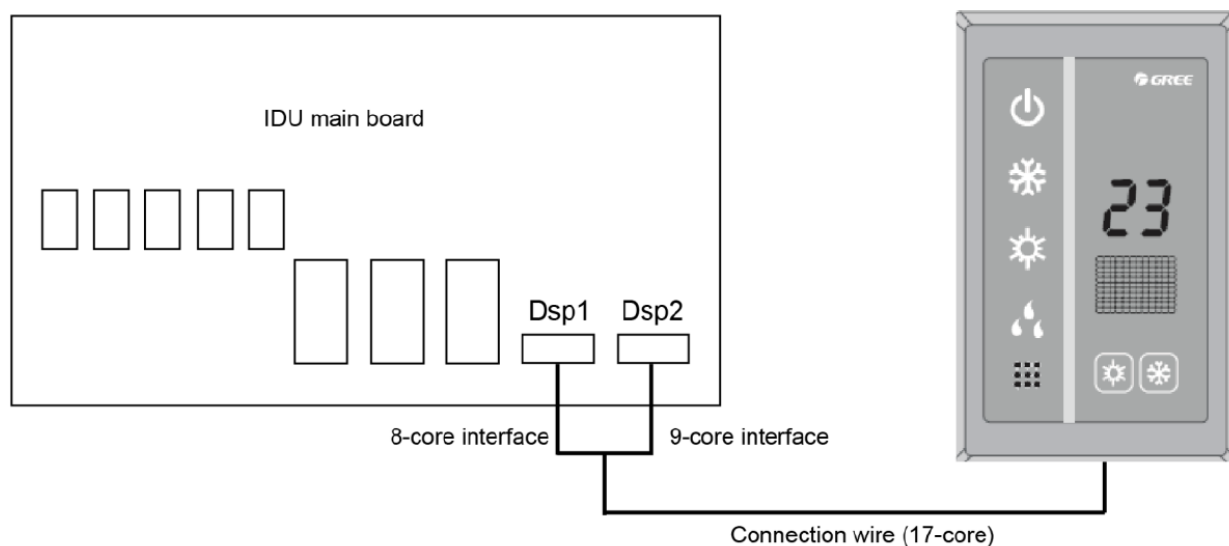 IDU main board
GREE
23
Dsp1 Dsp2
8-core interface 9-core interface
Connection wire (17-core)